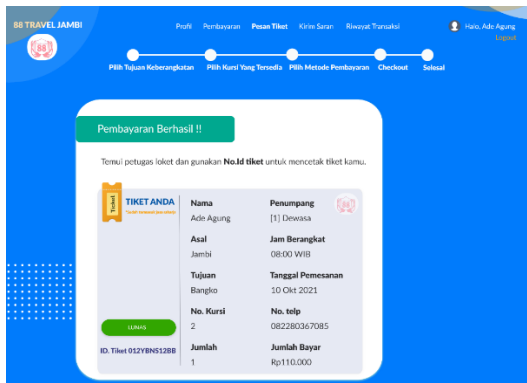 88 TRAVEL JAMBI
Profil Pembayaran Pesan Tiket Kirim Saran Riwayat Transaksi
Halo, Ade Agung
Logout
Pilih Tujuan Keberangkatan Pilih Kursi Yang Tersedia Pilih Metode Pembayaran Checkout Selesai
Pembayaran Berhasil !!
Temui petugas loket dan gunakan No.Id tiket untuk mencetak tiket kamu.
Ticket
TIKET ANDA
Nama
Ade Agung
Penumpang
[1] Dewasa
Asal
Jambi
Jam Berangkat
08:00 WIB
Tujuan
Bangko
Tanggal Pemesanan
10 Okt 2021
No. Kursi
2
No. telp
082280367085
LUNAS
ID. Tiket 012YBNS12BB
Jumlah
1
Jumlah Bayar
Rp110.000